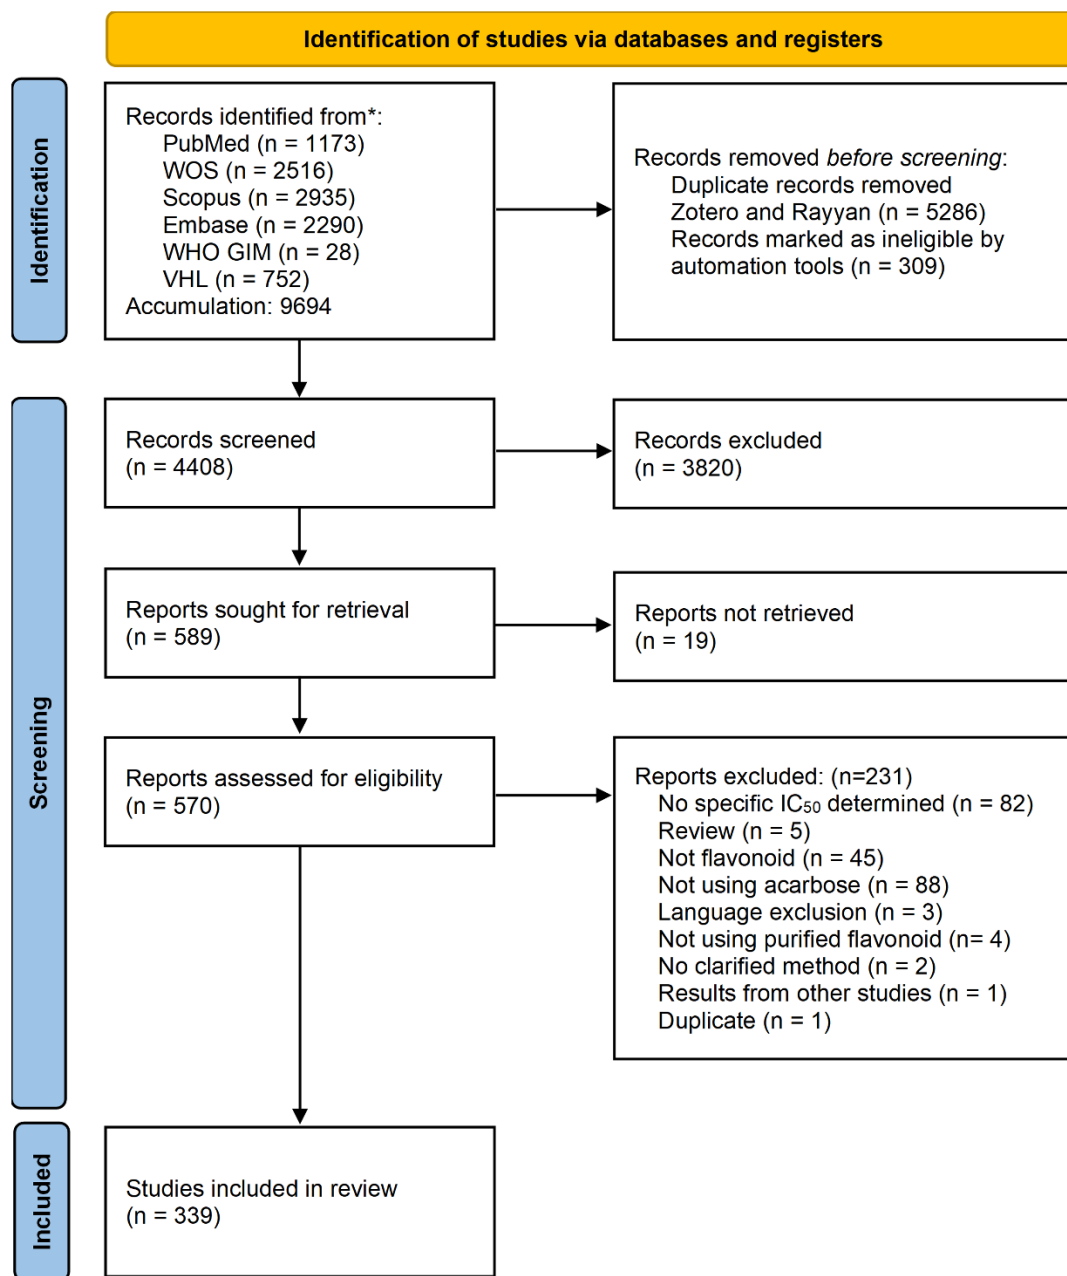 Identification of studies via databases and registers
Identification
Records identified from*:
PubMed (n = 1173)
WOS (n = 2516)
Scopus (n = 2935)
Embase (n = 2290)
WHO GIM (n = 28)
VHL (n = 752)
Accumulation: 9694
Records removed before screening:
Duplicate records removed
Zotero and Rayyan (n = 5286)
Records marked as ineligible by
automation tools (n = 309)
Screening
Records screened
(n = 4408)
Records excluded
(n = 3820)
Reports sought for retrieval
(n = 589)
Reports not retrieved
(n = 19)
Reports assessed for eligibility
(n = 570)
Reports excluded: (n=231)
No specific IC₅₀ determined (n = 82)
Review (n = 5)
Not flavonoid (n = 45)
Not using acarbose (n = 88)
Language exclusion (n = 3)
Not using purified flavonoid (n= 4)
No clarified method (n = 2)
Results from other studies (n = 1)
Duplicate (n = 1)
Included
Studies included in review
(n = 339)